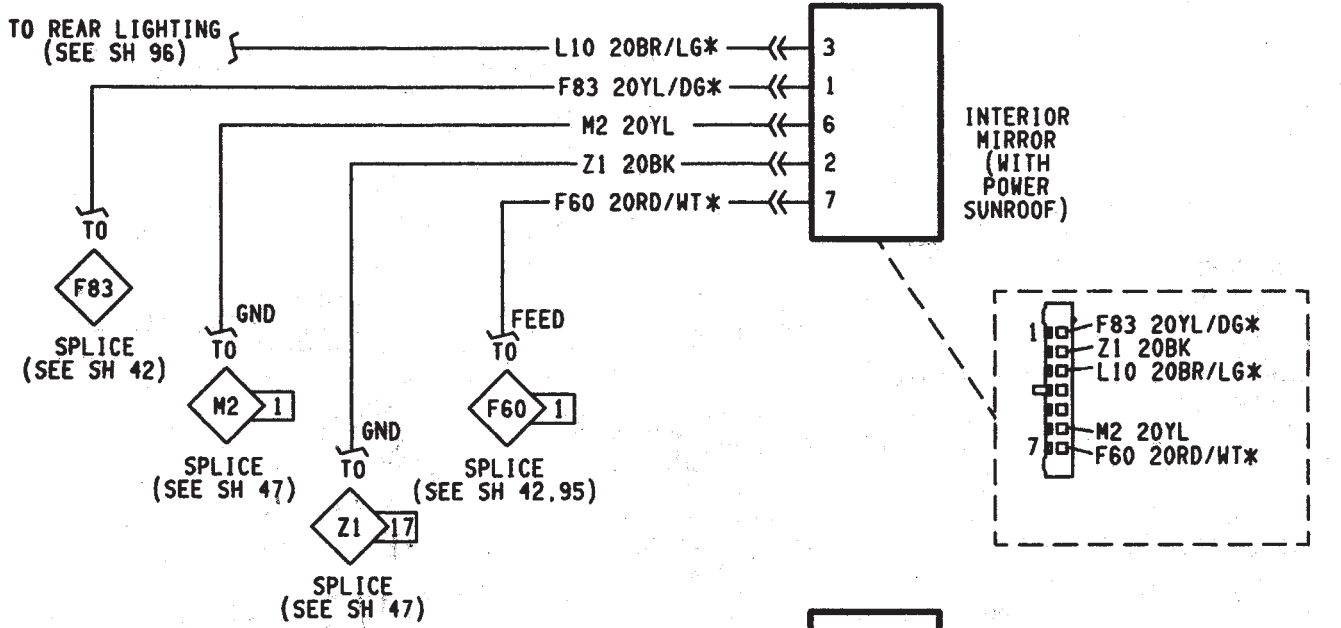 TO REAR LIGHTING
(SEE SH 96)
L10 20BR/LG* 3
F83 20YL/DG* 1
M2 20YL 6
Z1 20BK 2
F60 20RD/WT* 7
INTERIOR
MIRROR
(WITH
POWER
SUNROOF)
TO
F83
SPLICE
(SEE SH 42)
GND
TO
M2 1
SPLICE
(SEE SH 47)
GND
TO
Z1 17
SPLICE
(SEE SH 47)
FEED
TO
F60 1
SPLICE
(SEE SH 42,95)
1 F83 20YL/DG*
Z1 20BK
L10 20BR/LG*
M2 20YL
7 F60 20RD/WT*